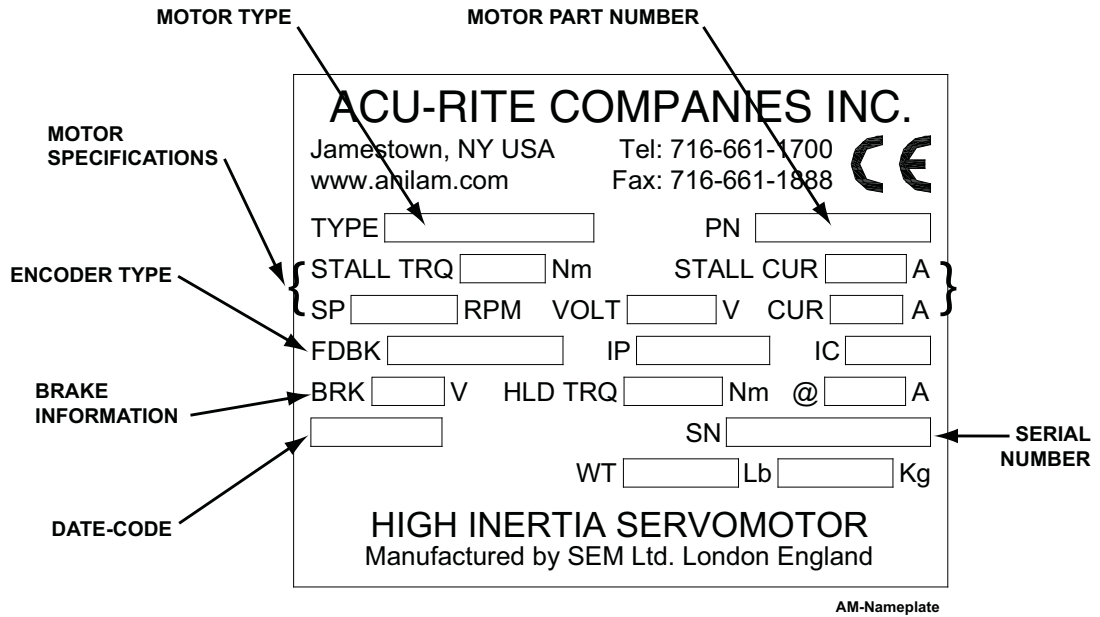 MOTOR TYPE
MOTOR PART NUMBER
ACU-RITE COMPANIES INC.
MOTOR
SPECIFICATIONS
Jamestown, NY USA Tel: 716-661-1700
www.anilam.com Fax: 716-661-1888
CE
TYPE PN
STALL TRQ Nm STALL CUR A
ENCODER TYPE
SP RPM VOLT V CUR A
FDBK IP IC
BRAKE
INFORMATION
BRK V HLD TRQ Nm @ A
SN
SERIAL
NUMBER
WT Lb Kg
DATE-CODE
HIGH INERTIA SERVOMOTOR
Manufactured by SEM Ltd. London England
AM-Nameplate